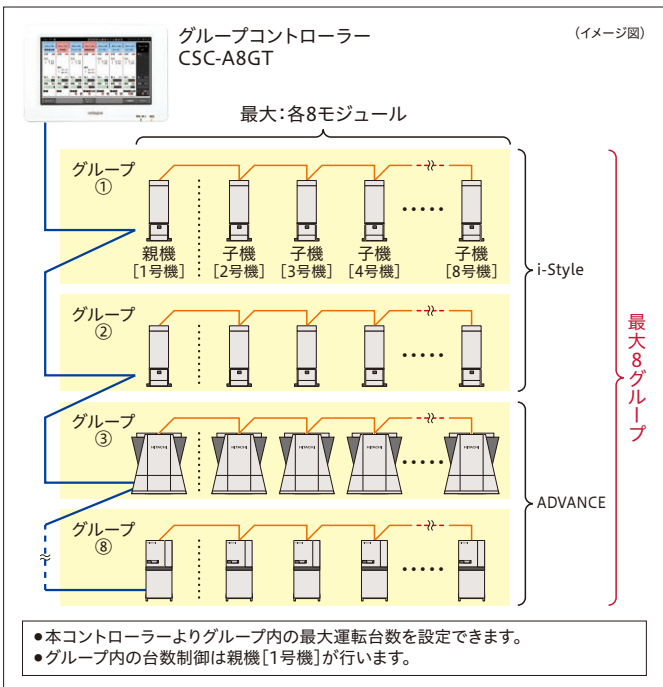 グループコントローラー
CSC-A8GT
(イメージ図)
HITACHI
最大：各8モジュール
グループ
①
親機
[1号機]
子機
[2号機]
子機
[3号機]
子機
[4号機]
子機
[8号機]
i-Style
グループ
②
最大8グループ
グループ
③
HITACHI
HITACHI
HITACHI
HITACHI
HITACHI
ADVANCE
グループ
⑧
●本コントローラーよりグループ内の最大運転台数を設定できます。
●グループ内の台数制御は親機[1号機]が行います。